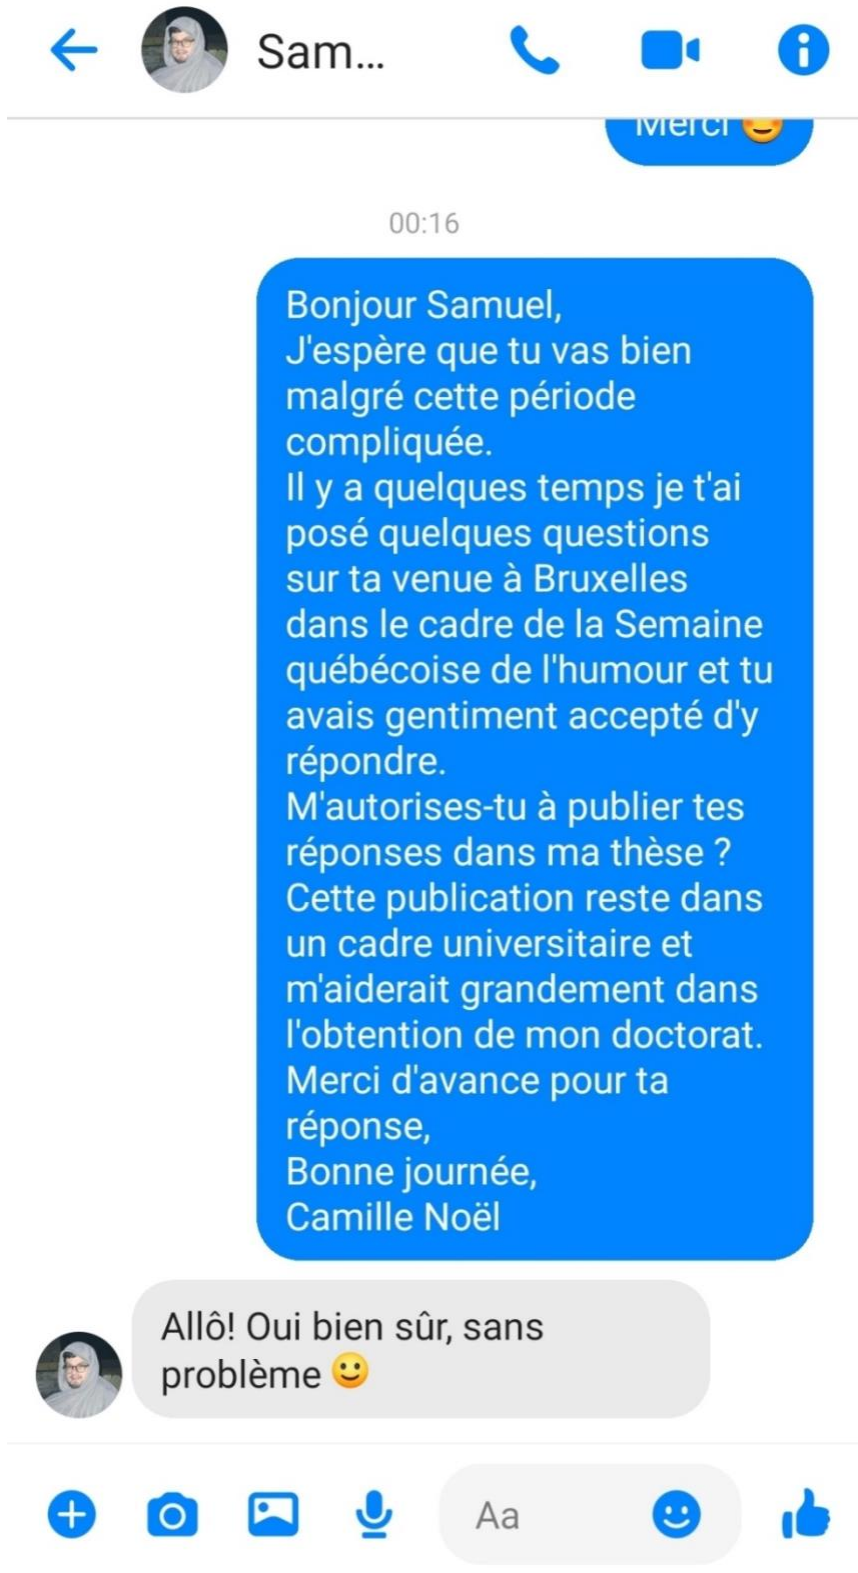 Sam...
Merci 😊
00:16
Bonjour Samuel,
J'espère que tu vas bien
malgré cette période
compliquée.
Il y a quelques temps je t'ai
posé quelques questions
sur ta venue à Bruxelles
dans le cadre de la Semaine
québécoise de l'humour et tu
avais gentiment accepté d'y
répondre.
M'autorises-tu à publier tes
réponses dans ma thèse ?
Cette publication reste dans
un cadre universitaire et
m'aiderait grandement dans
l'obtention de mon doctorat.
Merci d'avance pour ta
réponse,
Bonne journée,
Camille Noël
Allô! Oui bien sûr, sans
problème 🙂
Aa